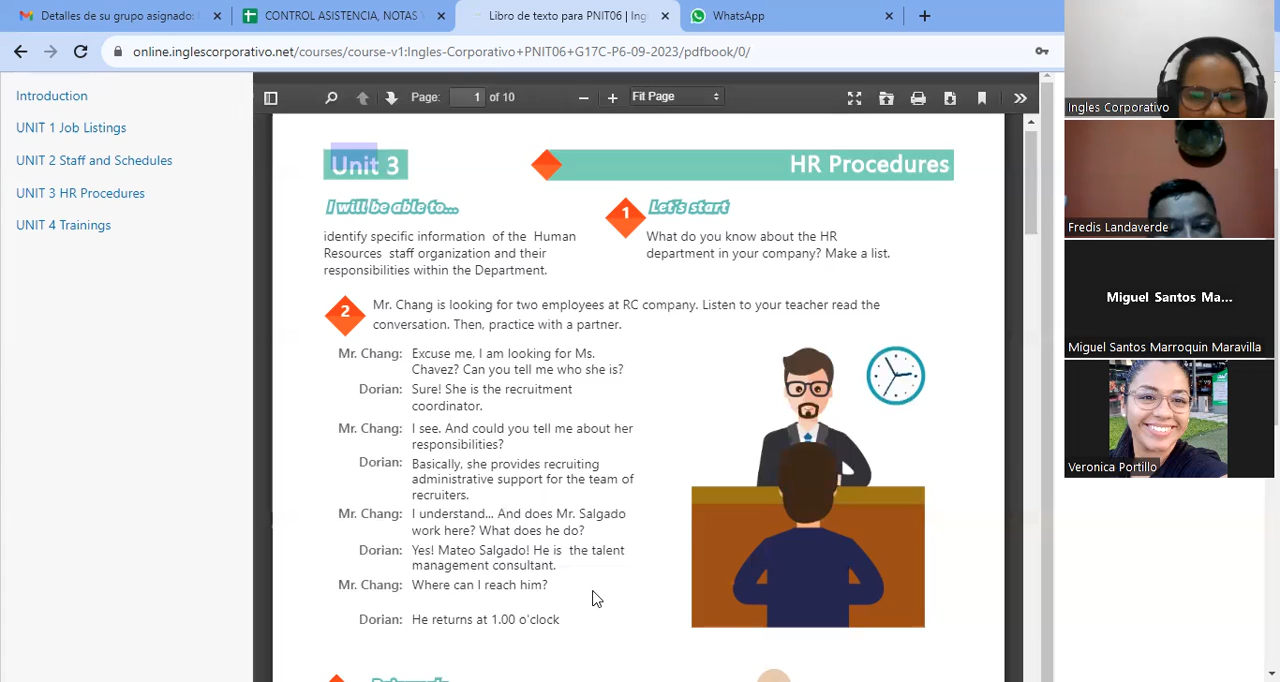 Detalles de su grupo asignado:
CONTROL ASISTENCIA, NOTAS Y
Libro de texto para PNIT06 | Ing
WhatsApp
online.inglescorporativo.net/courses/course-v1:Ingles-Corporativo+PNIT06+G17C-P6-09-2023/pdfbook/0/
Introduction
UNIT 1 Job Listings
UNIT 2 Staff and Schedules
UNIT 3 HR Procedures
UNIT 4 Trainings
Page: 1 of 10
Fit Page
Unit 3
HR Procedures
I will be able to...
identify specific information of the Human
Resources staff organization and their
responsibilities within the Department.
1
Let's start
What do you know about the HR
department in your company? Make a list.
2
Mr. Chang is looking for two employees at RC company. Listen to your teacher read the
conversation. Then, practice with a partner.
Mr. Chang: Excuse me, I am looking for Ms.
Chavez? Can you tell me who she is?
Dorian: Sure! She is the recruitment
coordinator.
Mr. Chang: I see. And could you tell me about her
responsibilities?
Dorian: Basically, she provides recruiting
administrative support for the team of
recruiters.
Mr. Chang: I understand... And does Mr. Salgado
work here? What does he do?
Dorian: Yes! Mateo Salgado! He is the talent
management consultant.
Mr. Chang: Where can I reach him?
Dorian: He returns at 1.00 o'clock
Ingles Corporativo
Fredis Landaverde
Miguel Santos Ma...
Miguel Santos Marroquin Maravilla
Veronica Portillo